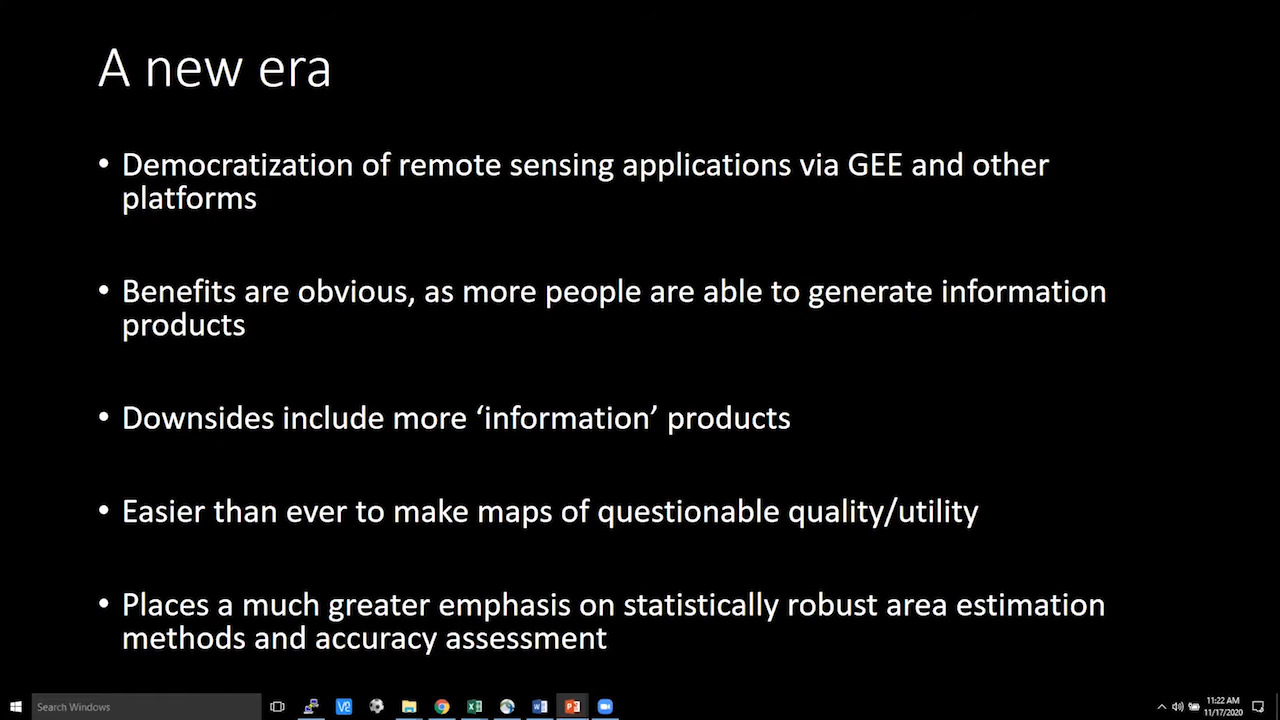 A new era
• Democratization of remote sensing applications via GEE and other
platforms
• Benefits are obvious, as more people are able to generate information
products
• Downsides include more ‘information’ products
• Easier than ever to make maps of questionable quality/utility
• Places a much greater emphasis on statistically robust area estimation
methods and accuracy assessment
Search Windows
11:22 AM
11/17/2020